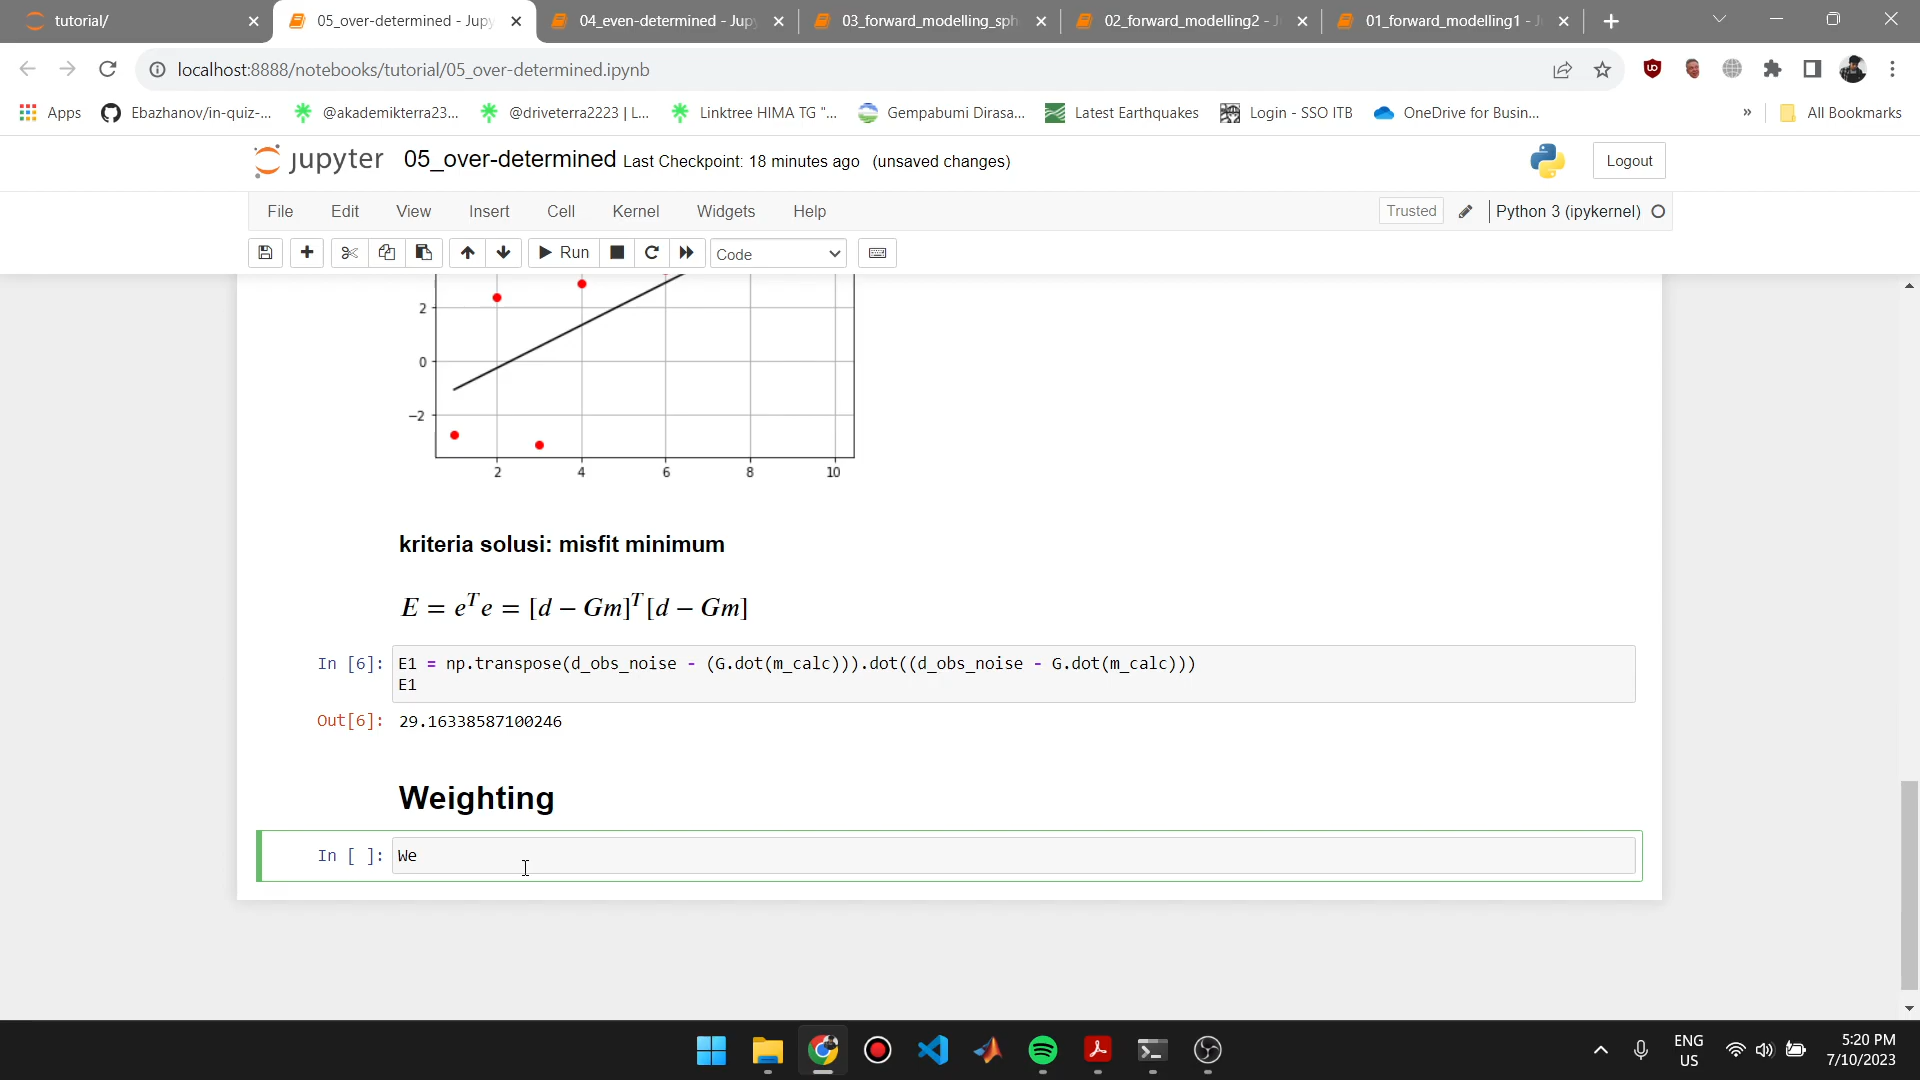 tutorial/
05_over-determined - Jupy
04_even-determined - Jup
03_forward_modelling_sph
02_forward_modelling2 - J
01_forward_modelling1 - J
localhost:8888/notebooks/tutorial/05_over-determined.ipynb
Apps
Ebazhanov/in-quiz-...
@akademikterra23...
@driveterra2223 | L...
Linktree HIMA TG "...
Gempabumi Dirasa...
Latest Earthquakes
Login - SSO ITB
OneDrive for Busin...
»
All Bookmarks
jupyter 05_over-determined Last Checkpoint: 18 minutes ago (unsaved changes)
Logout
File Edit View Insert Cell Kernel Widgets Help
Trusted
Python 3 (ipykernel)
Run
Code
2
0
−2
2 4 6 8 10
kriteria solusi: misfit minimum
E = e^T e = [d − Gm]^T [d − Gm]
In [6]: E1 = np.transpose(d_obs_noise - (G.dot(m_calc))).dot((d_obs_noise - G.dot(m_calc)))
E1
Out[6]: 29.16338587100246
Weighting
In [ ]: We
ENG
US
5:20 PM
7/10/2023